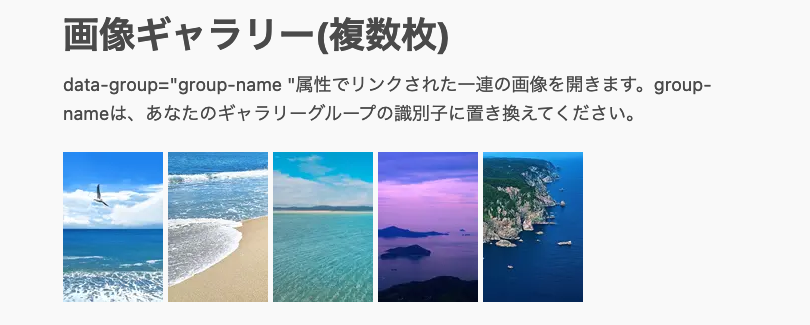 画像ギャラリー(複数枚)
data-group="group-name "属性でリンクされた一連の画像を開きます。group-
nameは、あなたのギャラリーグループの識別子に置き換えてください。